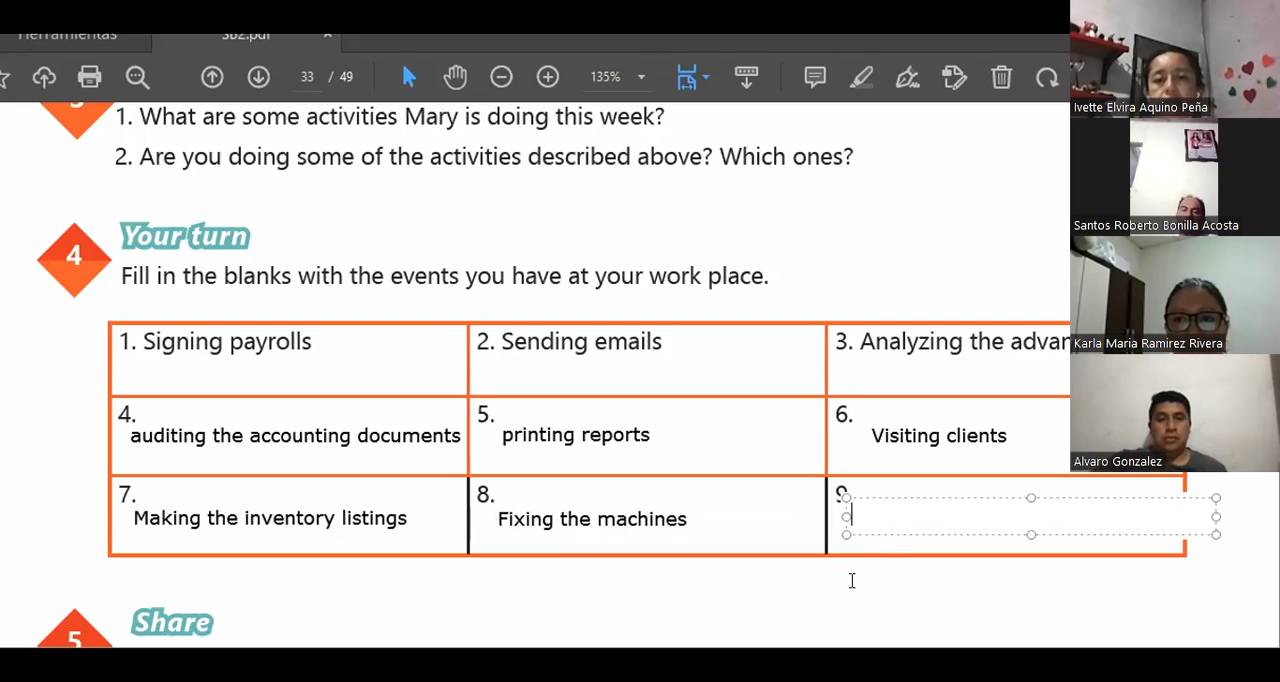 Herramientas
SB2.pdf
×
33 / 49
135%
3
1. What are some activities Mary is doing this week?
2. Are you doing some of the activities described above? Which ones?
4
Your turn
Fill in the blanks with the events you have at your work place.
1. Signing payrolls
2. Sending emails
3. Analyzing the advan
4.
auditing the accounting documents
5.
printing reports
6.
Visiting clients
7.
Making the inventory listings
8.
Fixing the machines
9
5
Share
Ivette Elvira Aquino Peña
Santos Roberto Bonilla Acosta
Karla Maria Ramirez Rivera
Alvaro Gonzalez